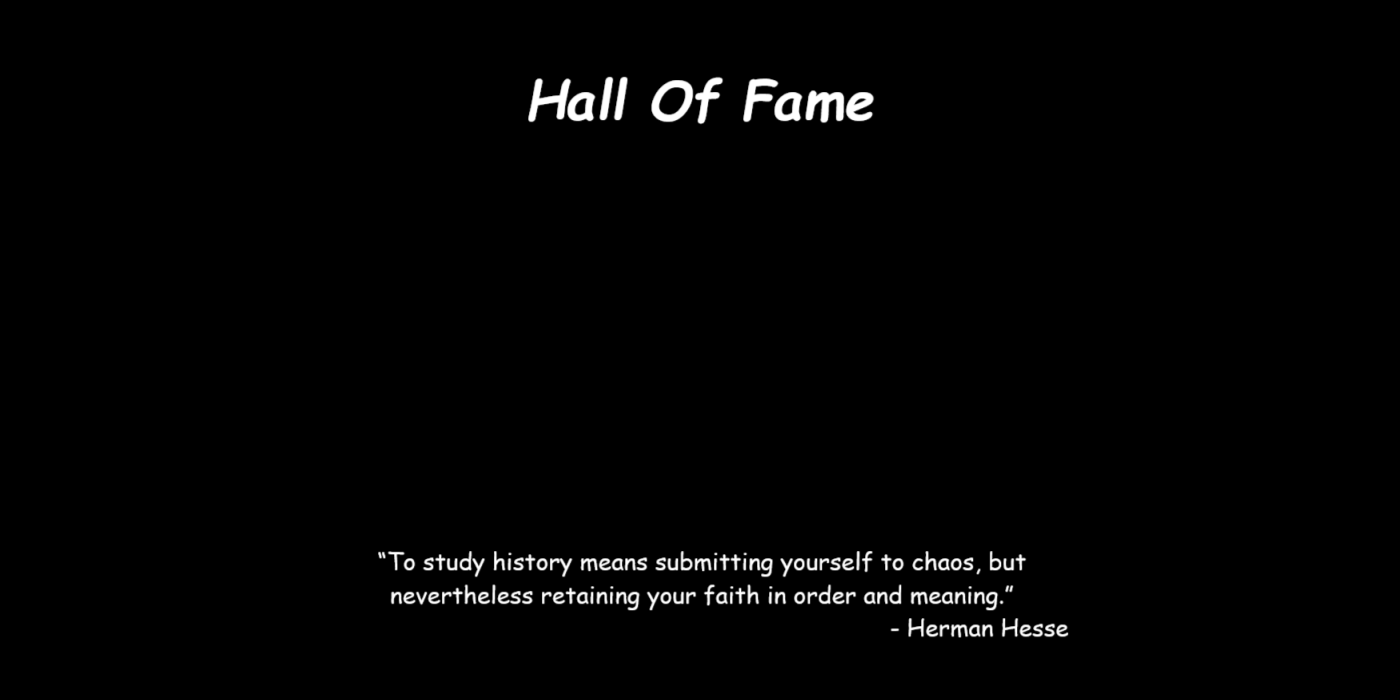 Hall Of Fame
“To study history means submitting yourself to chaos, but
nevertheless retaining your faith in order and meaning.”
- Herman Hesse